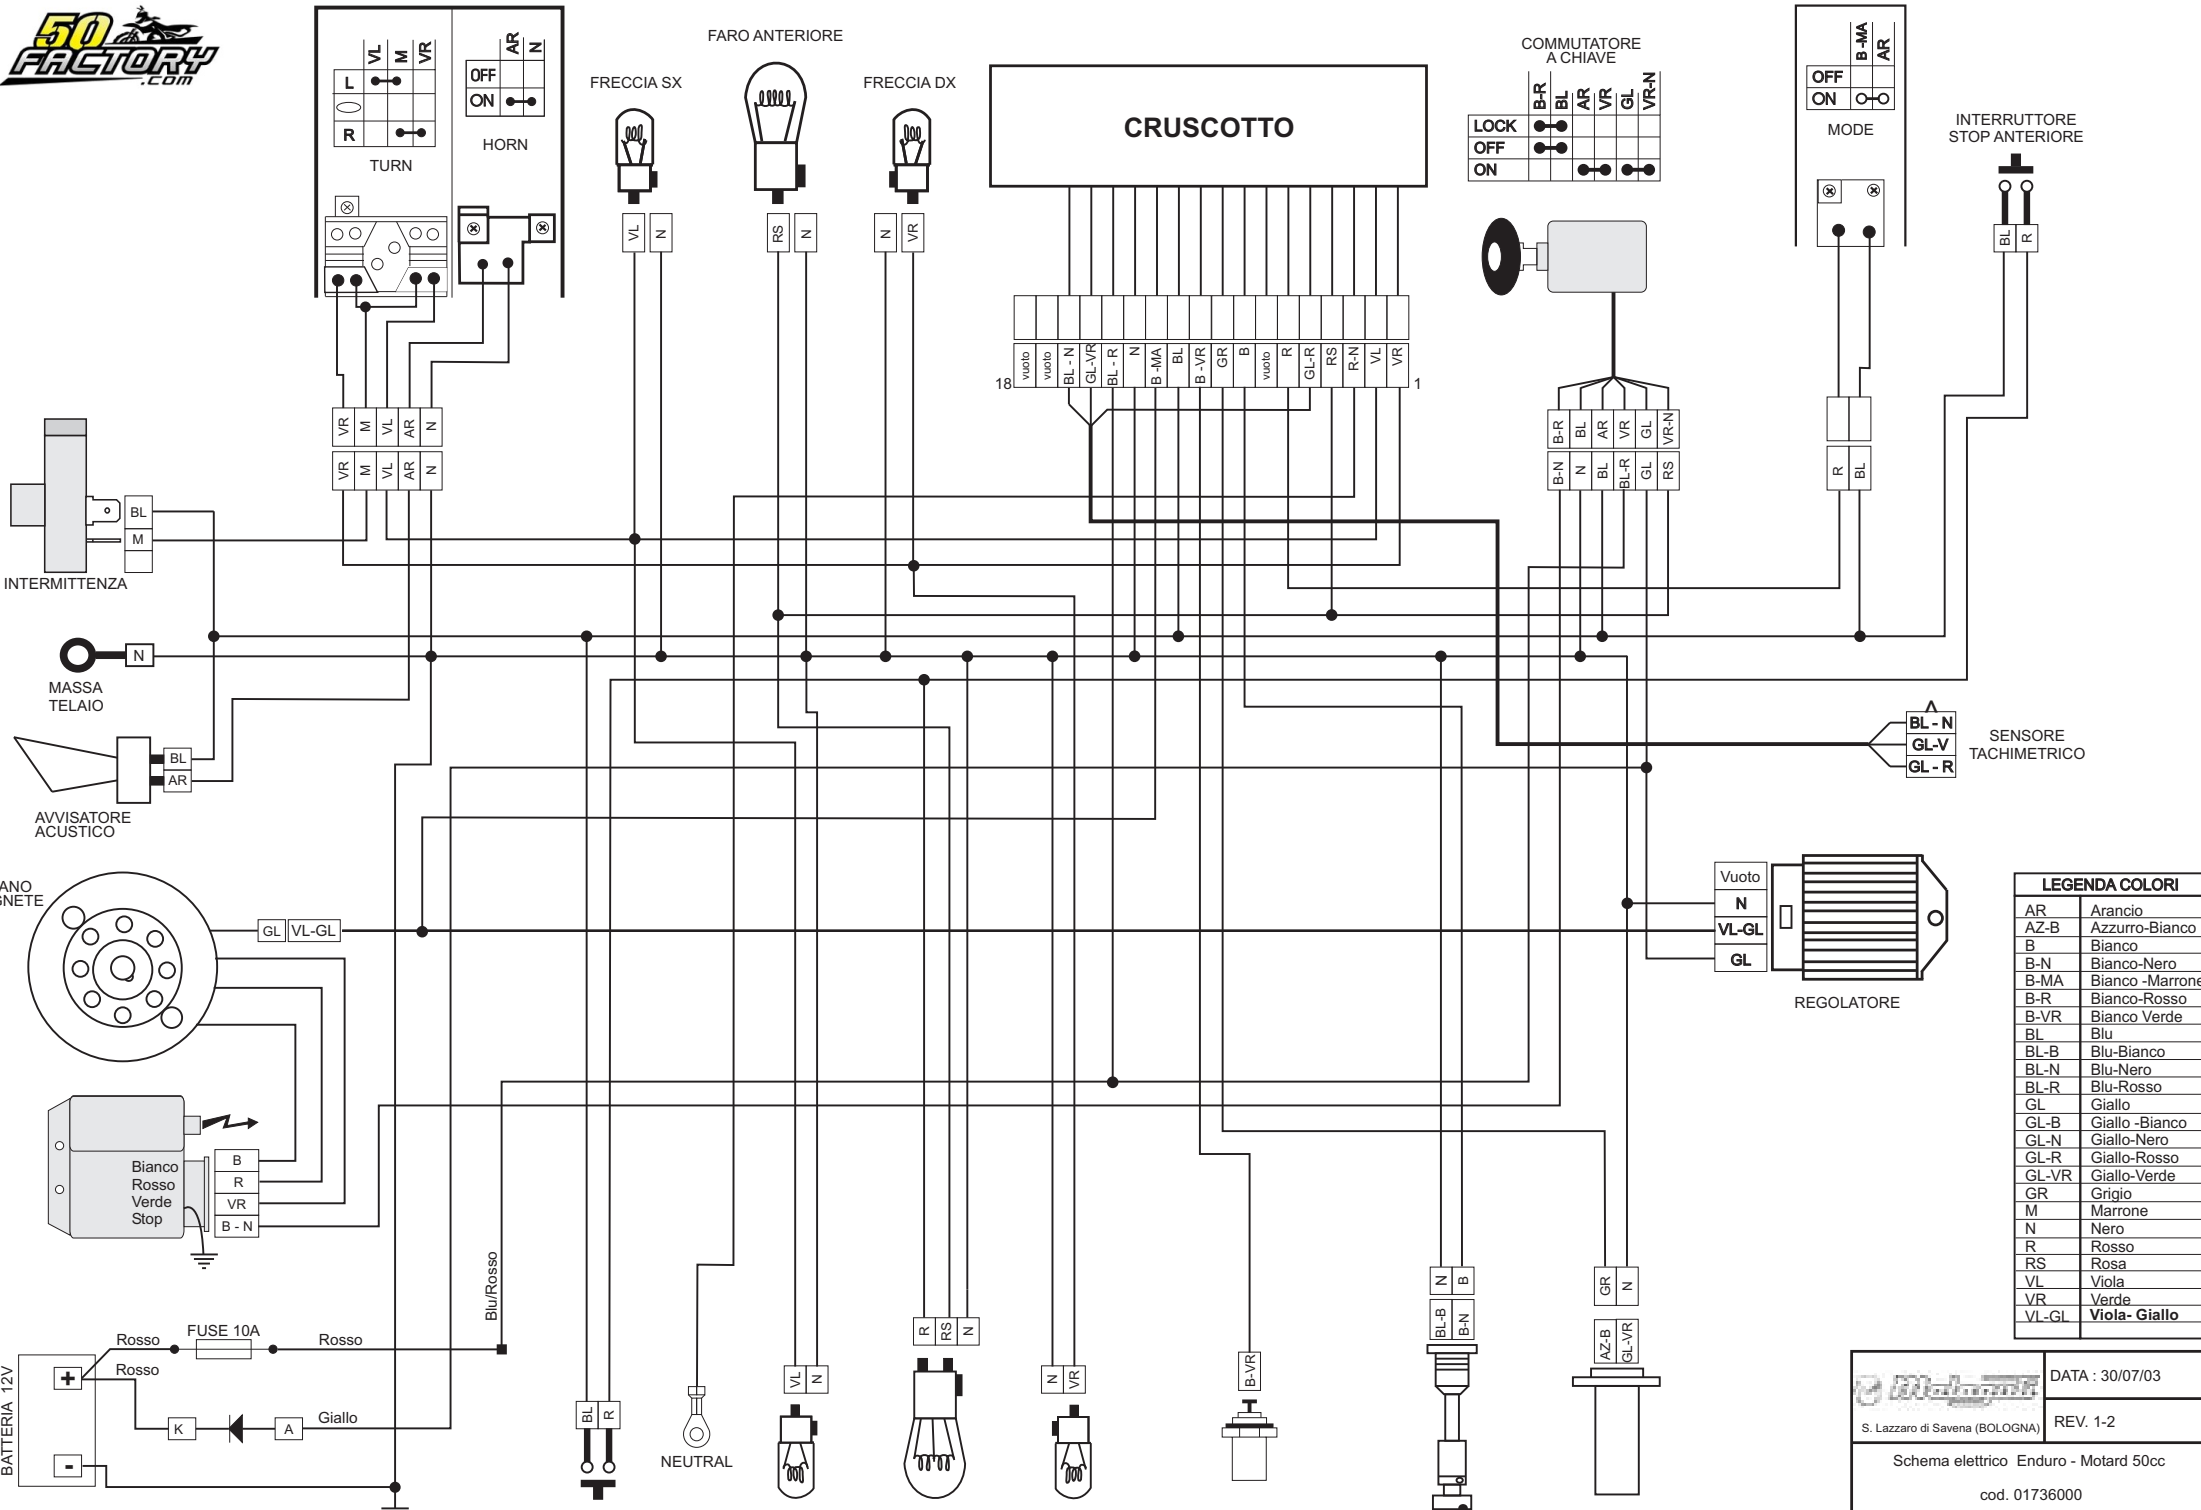 50
FACTORY
.COM
VL
M
VR
L
R
TURN
AR
N
OFF
ON
HORN
FRECCIA SX
FARO ANTERIORE
FRECCIA DX
CRUSCOTTO
COMMUTATORE
A CHIAVE
B-R
BL
AR
VR
GL
VR-N
LOCK
OFF
ON
B -MA
AR
OFF
ON
MODE
INTERRUTTORE
STOP ANTERIORE
VL
N
RS
N
N
VR
BL
R
18
vuoto
vuoto
BL - N
GL-VR
BL - R
N
B -MA
BL
B -VR
GR
B
vuoto
R
GL-R
RS
R-N
VL
VR
1
VR
M
VL
AR
N
VR
M
VL
AR
N
B-R
BL
AR
VR
GL
VR-N
B-N
N
BL
BL-R
GL
RS
R
BL
BL
M
INTERMITTENZA
N
MASSA
TELAIO
BL
AR
AVVISATORE
ACUSTICO
BL - N
GL-V
GL - R
SENSORE
TACHIMETRICO
ANO
GNETE
GL
VL-GL
Vuoto
N
VL-GL
GL
REGOLATORE
LEGENDA COLORI
AR Arancio
AZ-B Azzurro-Bianco
B Bianco
B-N Bianco-Nero
B-MA Bianco -Marrone
B-R Bianco-Rosso
B-VR Bianco Verde
BL Blu
BL-B Blu-Bianco
BL-N Blu-Nero
BL-R Blu-Rosso
GL Giallo
GL-B Giallo -Bianco
GL-N Giallo-Nero
GL-R Giallo-Rosso
GL-VR Giallo-Verde
GR Grigio
M Marrone
N Nero
R Rosso
RS Rosa
VL Viola
VR Verde
VL-GL Viola- Giallo
Bianco
Rosso
Verde
Stop
B
R
VR
B - N
Blu/Rosso
BATTERIA 12V
+
-
Rosso
FUSE 10A
Rosso
Rosso
K
A
Giallo
BL
R
NEUTRAL
VL
N
R
RS
N
N
VR
B-VR
N
B
BL-B
B-N
GR
N
AZ-B
GL-VR
S. Lazzaro di Savena (BOLOGNA)
DATA : 30/07/03
REV. 1-2
Schema elettrico Enduro - Motard 50cc
cod. 01736000